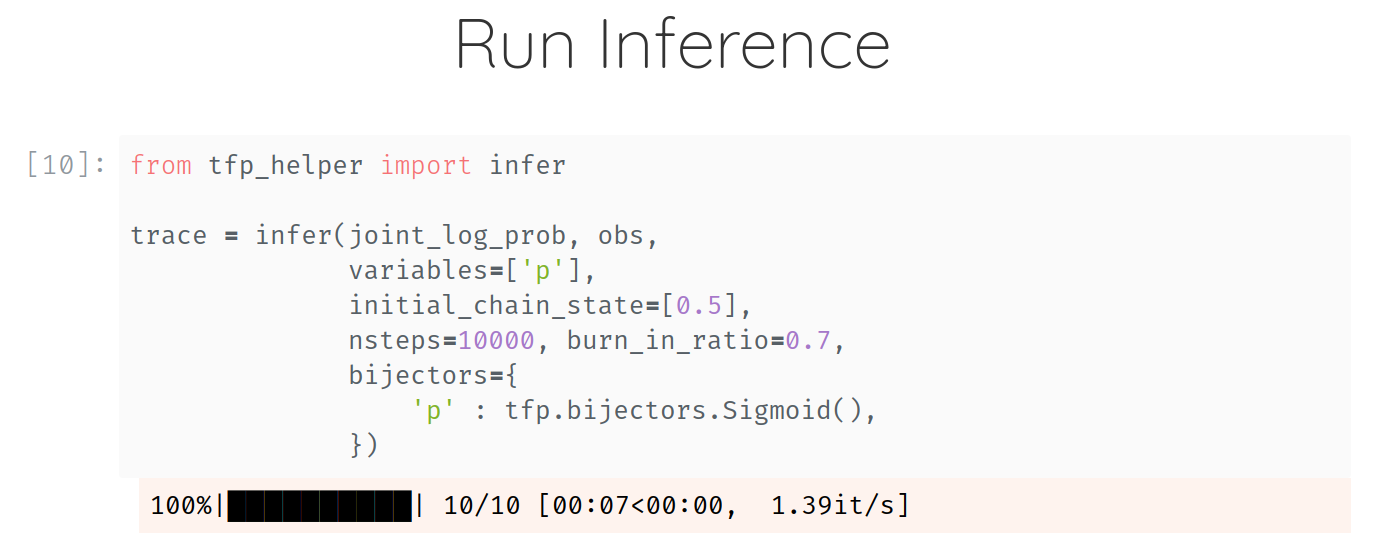 Run Inference
[10]:
from tfp_helper import infer
trace = infer(joint_log_prob, obs,
variables=['p'],
initial_chain_state=[0.5],
nsteps=10000, burn_in_ratio=0.7,
bijectors={
'p' : tfp.bijectors.Sigmoid(),
})
100%|██████████| 10/10 [00:07<00:00,  1.39it/s]